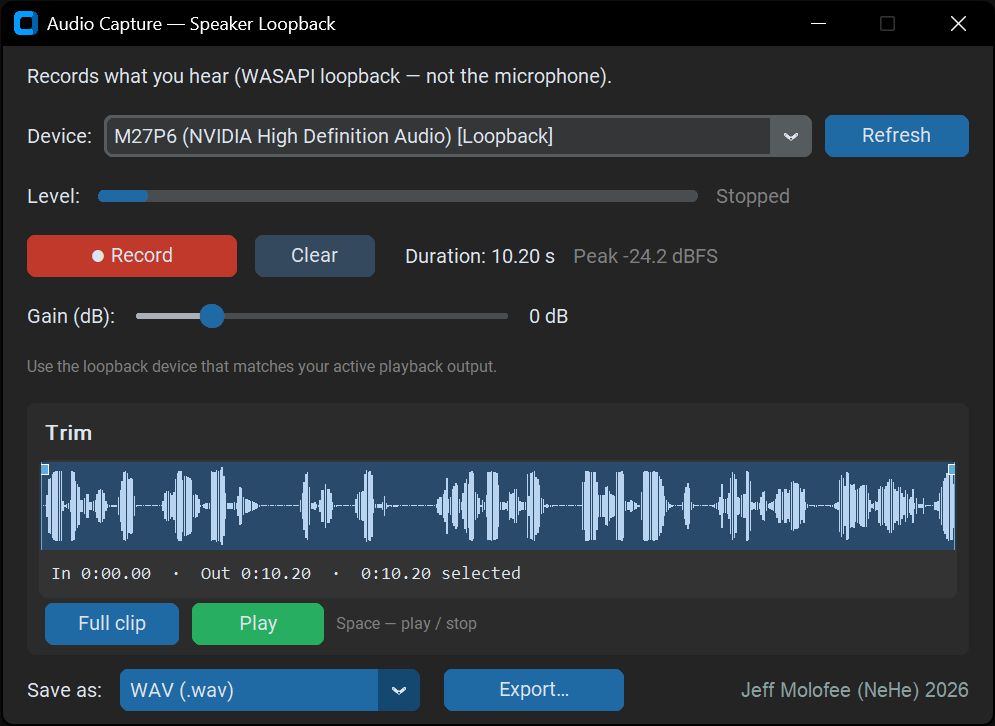 Audio Capture — Speaker Loopback
Records what you hear (WASAPI loopback — not the microphone).
Device: M27P6 (NVIDIA High Definition Audio) [Loopback] Refresh
Level: Stopped
● Record Clear Duration: 10.20 s Peak -24.2 dBFS
Gain (dB): 0 dB
Use the loopback device that matches your active playback output.
Trim
In 0:00.00 · Out 0:10.20 · 0:10.20 selected
Full clip Play Space — play / stop
Save as: WAV (.wav) Export... Jeff Molofee (NeHe) 2026